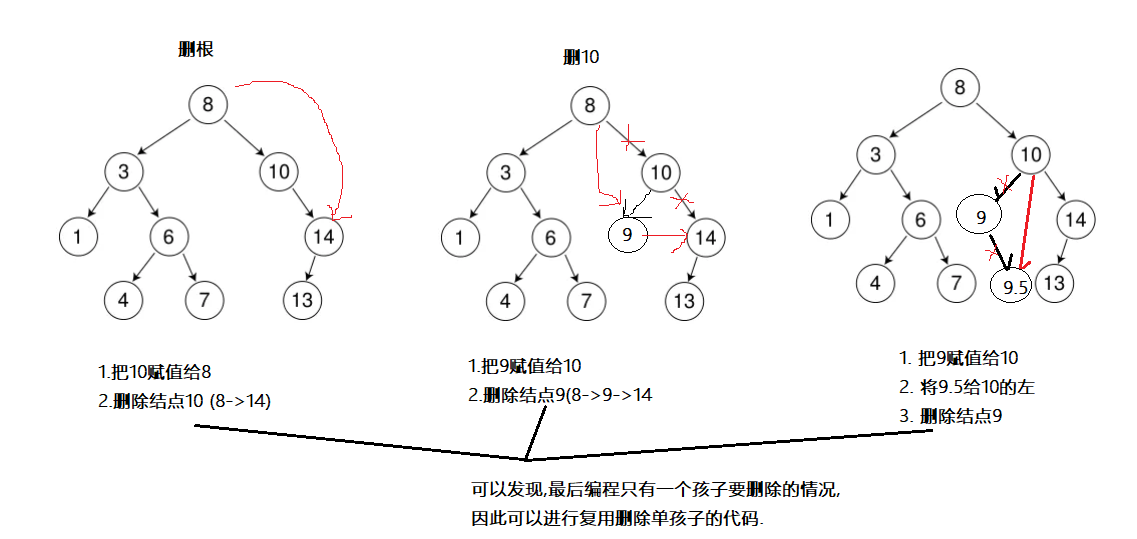 删根
8
3
10
1
6
14
4
7
13
1.把10赋值给8
2.删除结点10 (8->14)
删10
8
3
10
1
6
9
14
4
7
13
1.把9赋值给10
2.删除结点9(8->9->14
8
3
10
1
6
9
14
4
7
9.5
13
1. 把9赋值给10
2. 将9.5给10的左
3. 删除结点9
可以发现,最后编程只有一个孩子要删除的情况,
因此可以进行复用删除单孩子的代码.